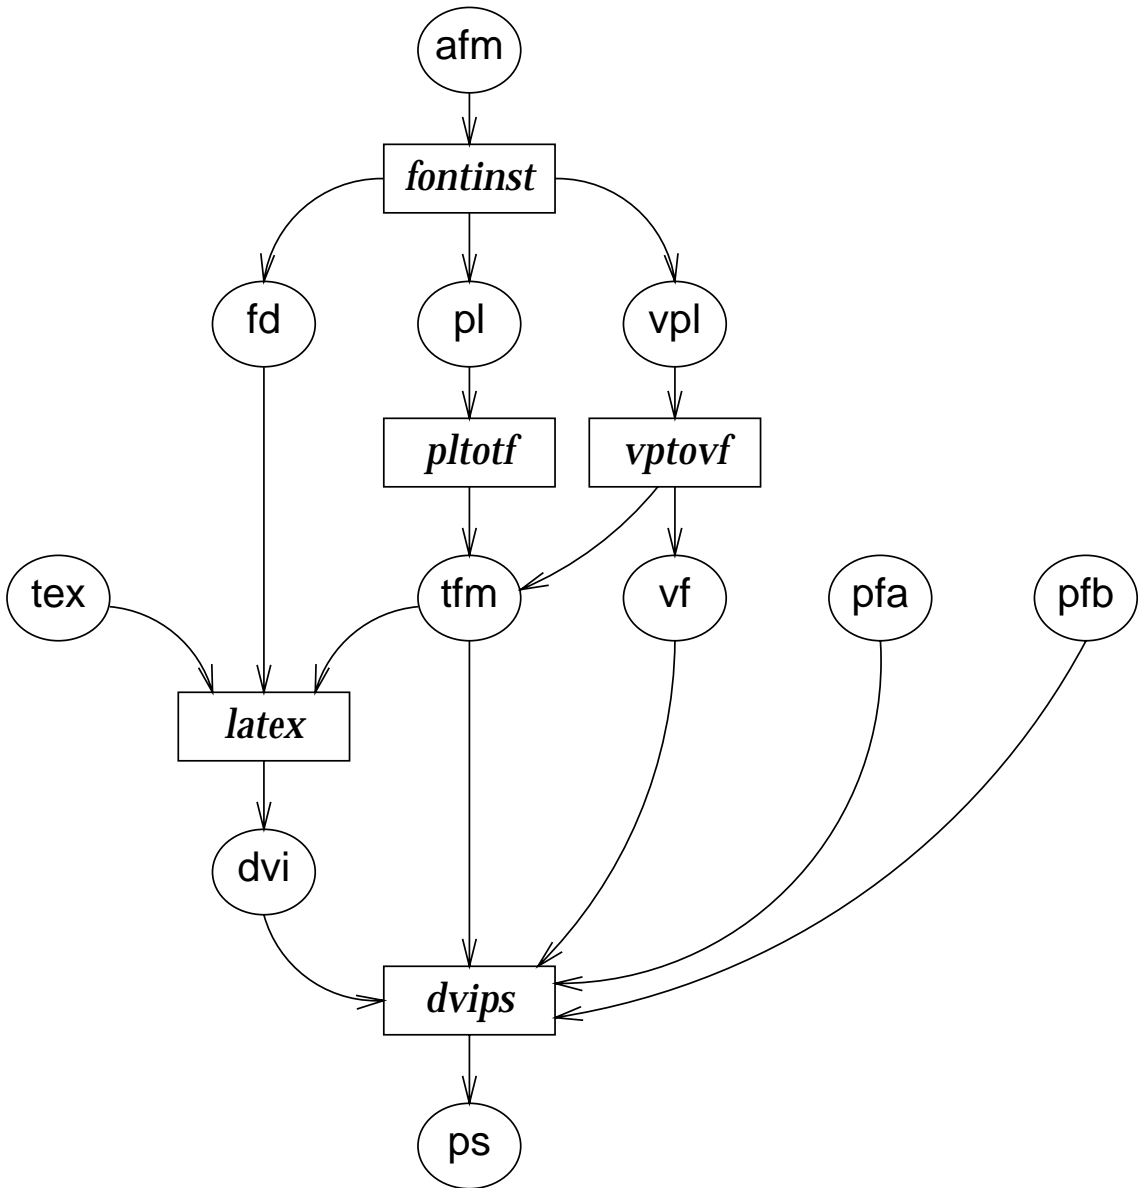 afm
fontinst
fd
pl
vpl
pltotf
vptovf
tex
tfm
vf
pfa
pfb
latex
dvi
dvips
ps